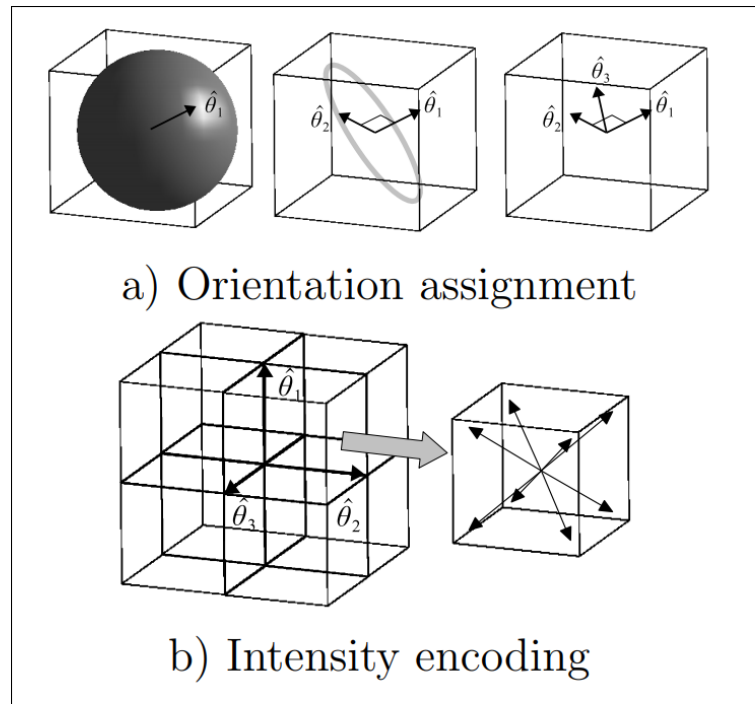 θ̂₁ θ̂₂ θ̂₁ θ̂₂ θ̂₃ θ̂₁
a) Orientation assignment
θ̂₁
θ̂₃ θ̂₂
b) Intensity encoding